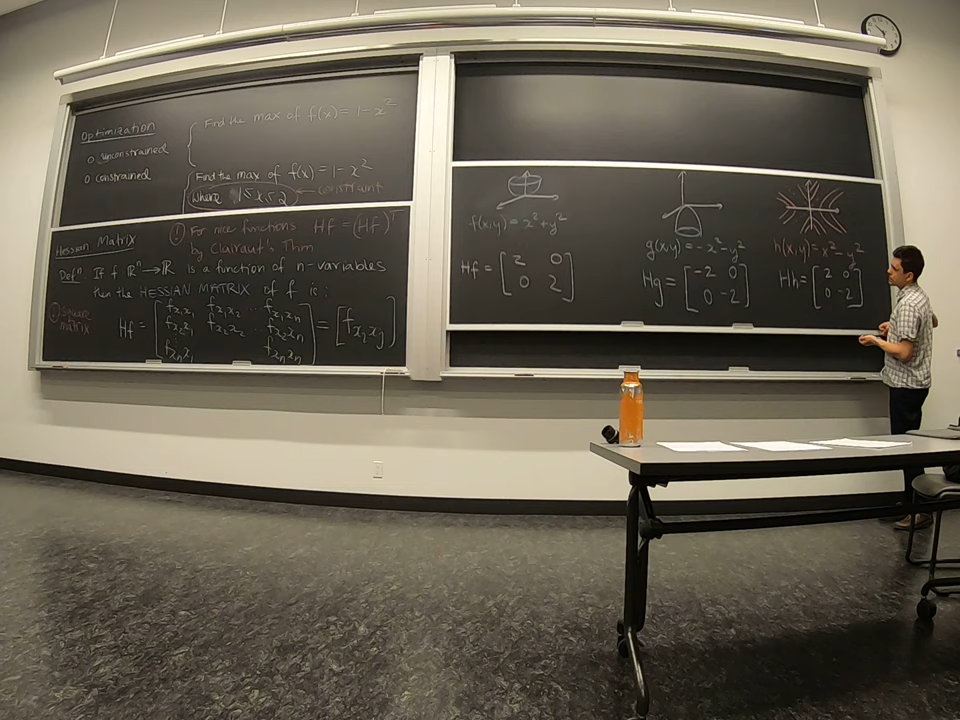 Optimization
o unconstrained
o constrained
Find the max of f(x) = 1 - x²
Find the max of f(x) = 1 - x²
Where 1 ≤ x ≤ 2 ← constraint
Hessian Matrix
! For nice functions Hf = (Hf)ᵀ
by Clairaut's Thm
Defⁿ If f ℝⁿ → ℝ is a function of n-variables
then the HESSIAN MATRIX of f is:
! Square matrix
Hf = [ f_x₁x₁ f_x₁x₂ ... f_x₁xₙ
f_x₂x₁ f_x₂x₂ ... f_x₂xₙ
f_xₙx₁ f_xₙxₙ ] = [f_xᵢxⱼ]
f(x,y) = x² + y²
Hf = [ 2 0
0 2 ]
g(x,y) = -x² - y²
Hg = [ -2 0
0 -2 ]
h(x,y) = x² - y²
Hh = [ 2 0
0 -2 ]